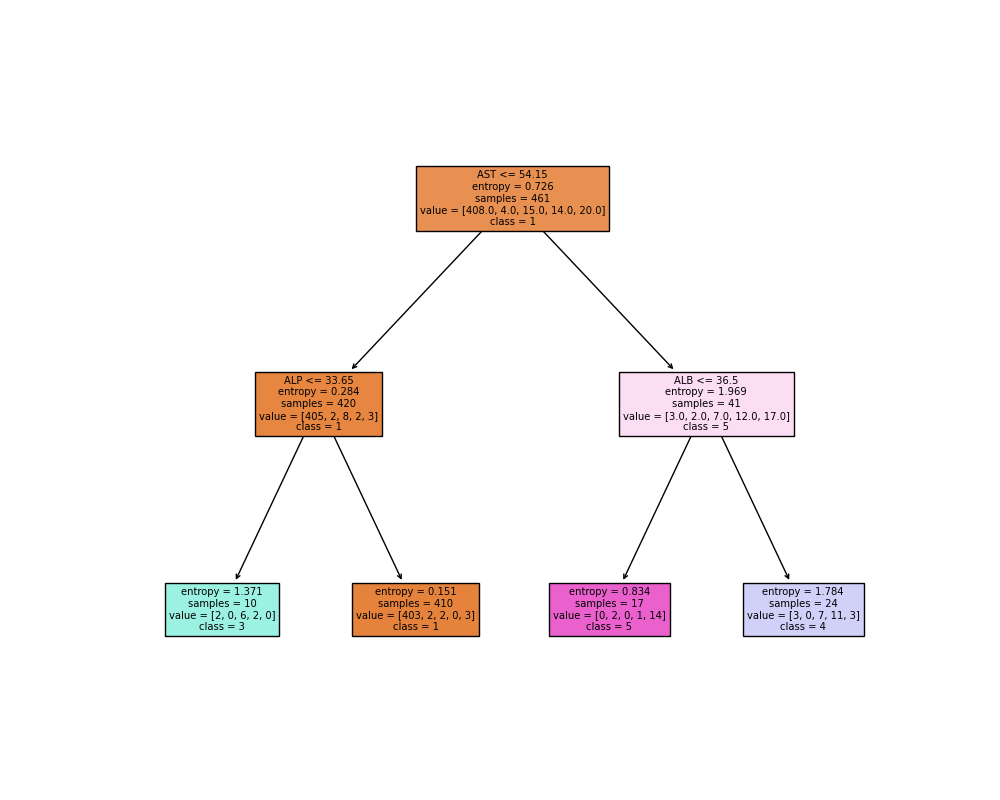 AST <= 54.15
entropy = 0.726
samples = 461
value = [408.0, 4.0, 15.0, 14.0, 20.0]
class = 1
ALP <= 33.65
entropy = 0.284
samples = 420
value = [405, 2, 8, 2, 3]
class = 1
ALB <= 36.5
entropy = 1.969
samples = 41
value = [3.0, 2.0, 7.0, 12.0, 17.0]
class = 5
entropy = 1.371
samples = 10
value = [2, 0, 6, 2, 0]
class = 3
entropy = 0.151
samples = 410
value = [403, 2, 2, 0, 3]
class = 1
entropy = 0.834
samples = 17
value = [0, 2, 0, 1, 14]
class = 5
entropy = 1.784
samples = 24
value = [3, 0, 7, 11, 3]
class = 4